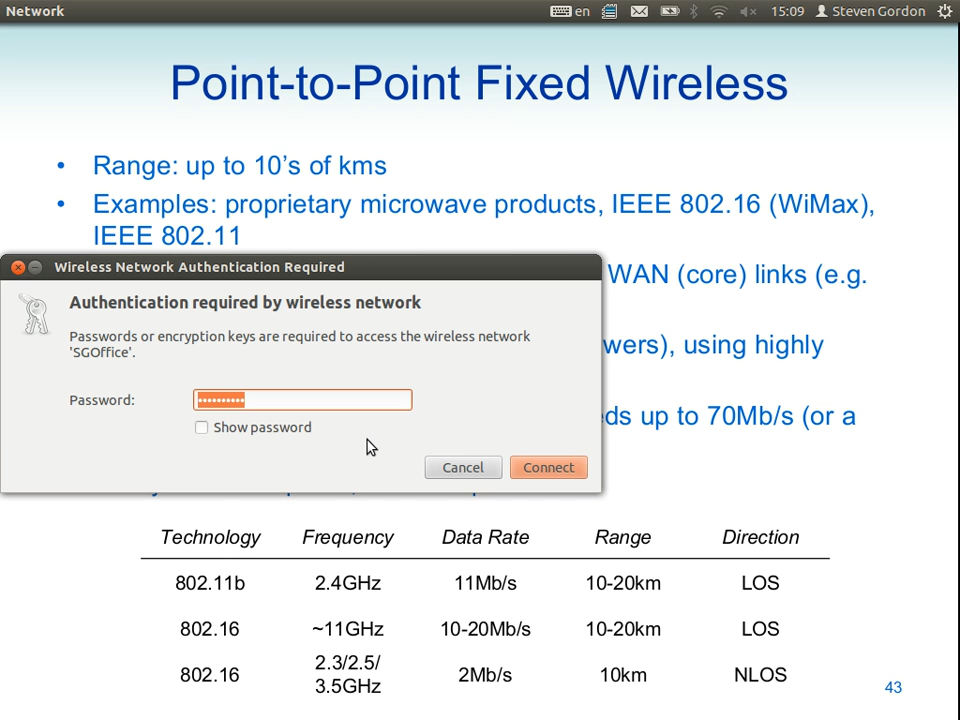 Network en 15:09 Steven Gordon
Point-to-Point Fixed Wireless
• Range: up to 10's of kms
• Examples: proprietary microwave products, IEEE 802.16 (WiMax),
IEEE 802.11
Wireless Network Authentication Required
WAN (core) links (e.g.
Authentication required by wireless network
Passwords or encryption keys are required to access the wireless network
'SGOffice'.
wers), using highly
Password: ••••••••••
eds up to 70Mb/s (or a
Show password
Cancel Connect
Technology Frequency Data Rate Range Direction
802.11b 2.4GHz 11Mb/s 10-20km LOS
802.16 ~11GHz 10-20Mb/s 10-20km LOS
802.16 2.3/2.5/ 2Mb/s 10km NLOS
3.5GHz
43